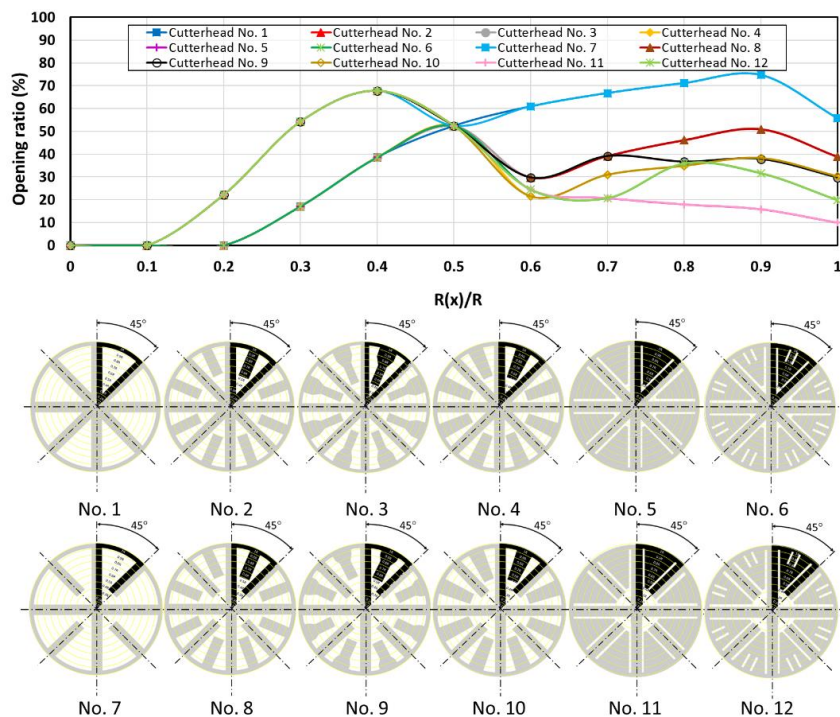 100
90
80
70
60
50
40
30
20
10
0
Opening ratio (%)
Cutterhead No. 1 Cutterhead No. 2 Cutterhead No. 3 Cutterhead No. 4
Cutterhead No. 5 Cutterhead No. 6 Cutterhead No. 7 Cutterhead No. 8
Cutterhead No. 9 Cutterhead No. 10 Cutterhead No. 11 Cutterhead No. 12
0 0.1 0.2 0.3 0.4 0.5 0.6 0.7 0.8 0.9 1
R(x)/R
45° 45° 45° 45° 45° 45°
No. 1 No. 2 No. 3 No. 4 No. 5 No. 6
45° 45° 45° 45° 45° 45°
No. 7 No. 8 No. 9 No. 10 No. 11 No. 12